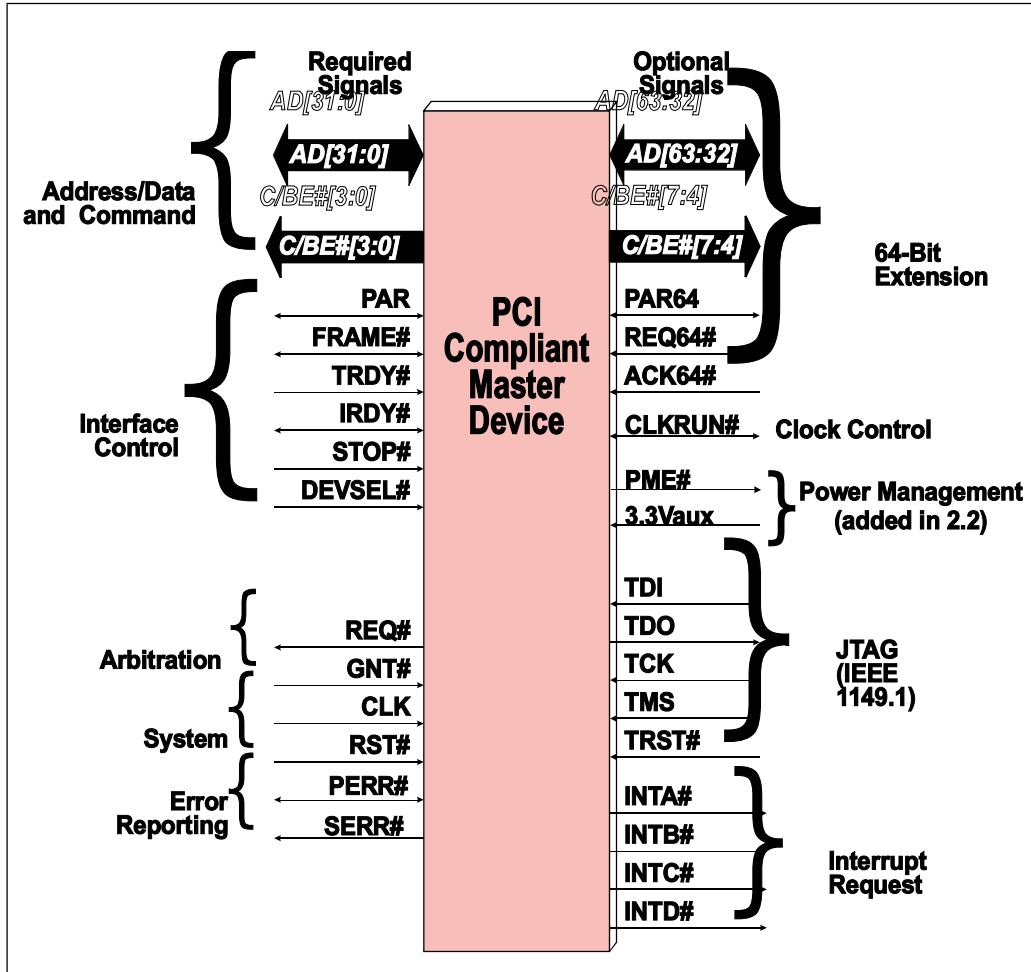 Required
Signals
Optional
Signals
AD[31:0]
AD[63:32]
AD[31:0]
AD[63:32]
C/BE#[3:0]
C/BE#[7:4]
Address/Data
and Command
C/BE#[3:0]
C/BE#[7:4]
64-Bit
Extension
PCI
Compliant
Master
Device
PAR
FRAME#
TRDY#
IRDY#
STOP#
DEVSEL#
Interface
Control
PAR64
REQ64#
ACK64#
CLKRUN#
Clock Control
PME#
3.3Vaux
Power Management
(added in 2.2)
TDI
TDO
TCK
TMS
TRST#
JTAG
(IEEE
1149.1)
Arbitration
REQ#
GNT#
System
CLK
RST#
Error
Reporting
PERR#
SERR#
INTA#
INTB#
INTC#
INTD#
Interrupt
Request